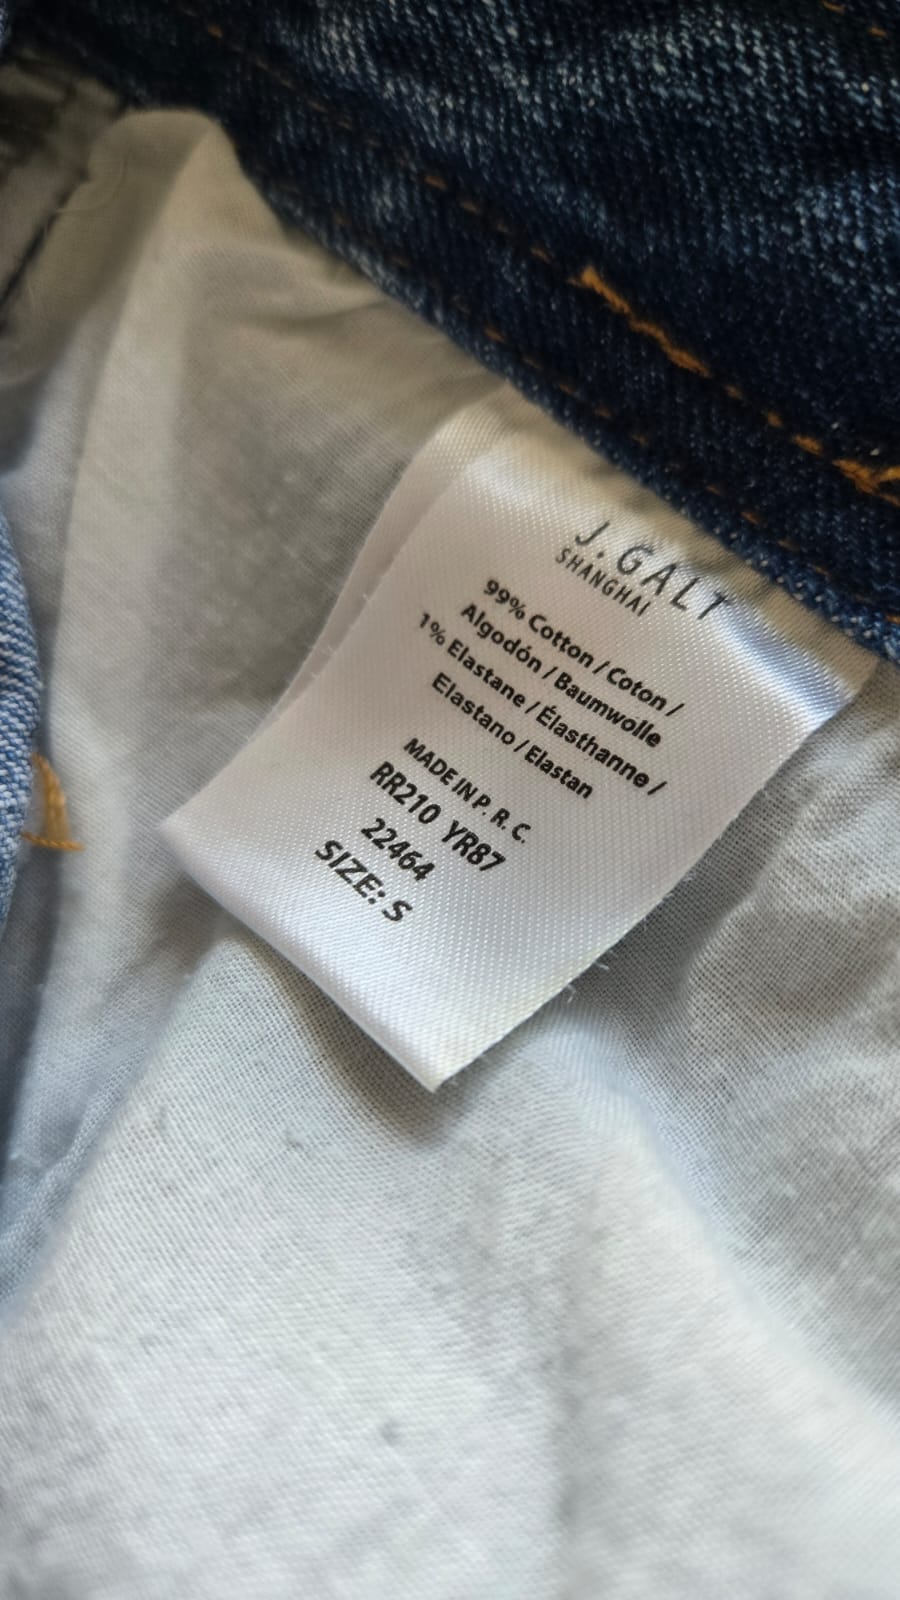 J. GALT
SHANGHAI
99% Cotton / Coton /
Algodón / Baumwolle
1% Elastane / Élasthanne /
Elastano / Elastan
MADE IN P. R. C.
RR210 YR87
22464
SIZE: S